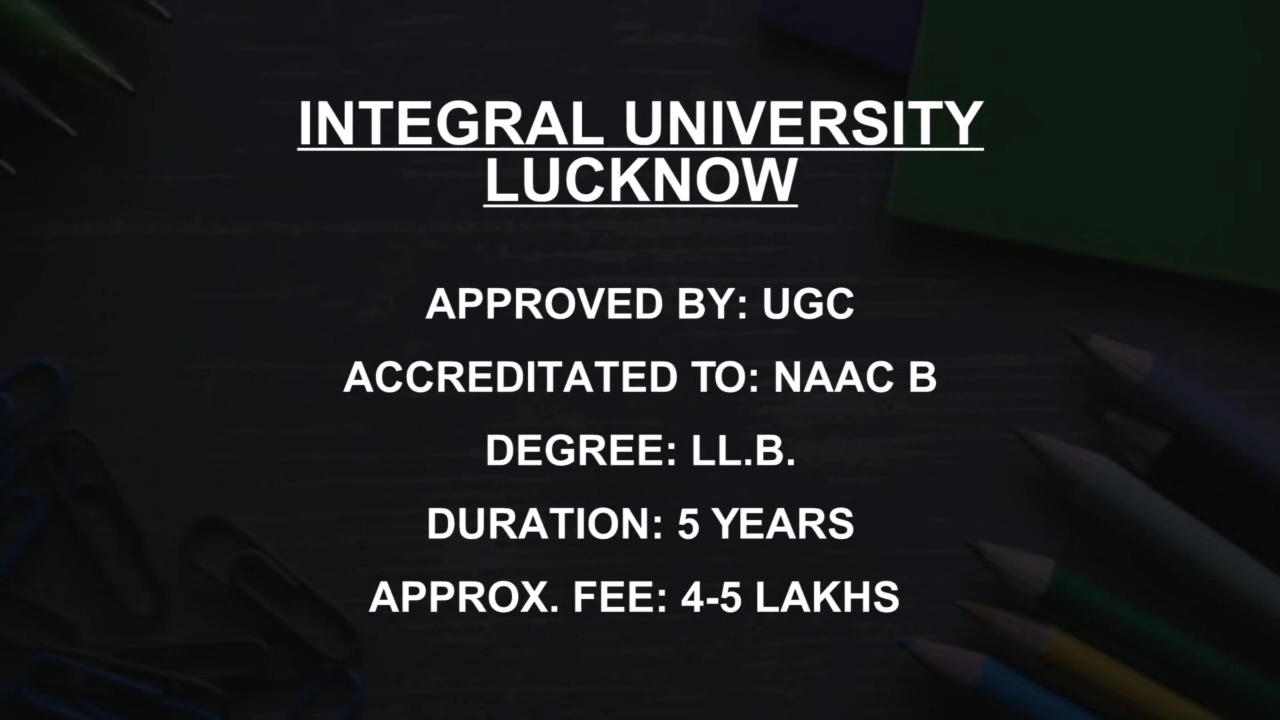 INTEGRAL UNIVERSITY
LUCKNOW
APPROVED BY: UGC
ACCREDITATED TO: NAAC B
DEGREE: LL.B.
DURATION: 5 YEARS
APPROX. FEE: 4-5 LAKHS